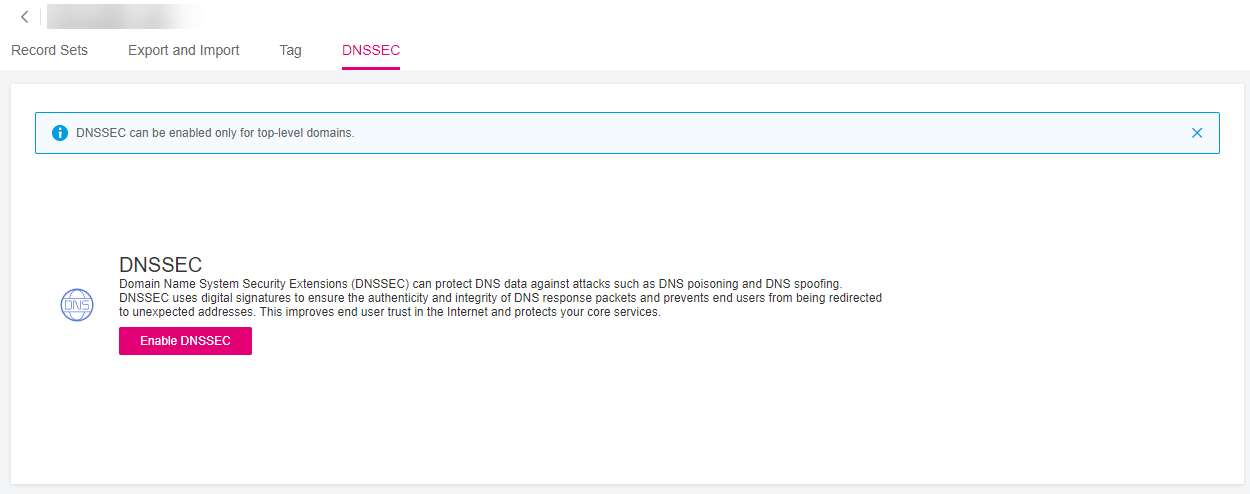 Record Sets Export and Import Tag DNSSEC
DNSSEC can be enabled only for top-level domains.
DNSSEC
Domain Name System Security Extensions (DNSSEC) can protect DNS data against attacks such as DNS poisoning and DNS spoofing.
DNSSEC uses digital signatures to ensure the authenticity and integrity of DNS response packets and prevents end users from being redirected
to unexpected addresses. This improves end user trust in the Internet and protects your core services.
DNS
Enable DNSSEC